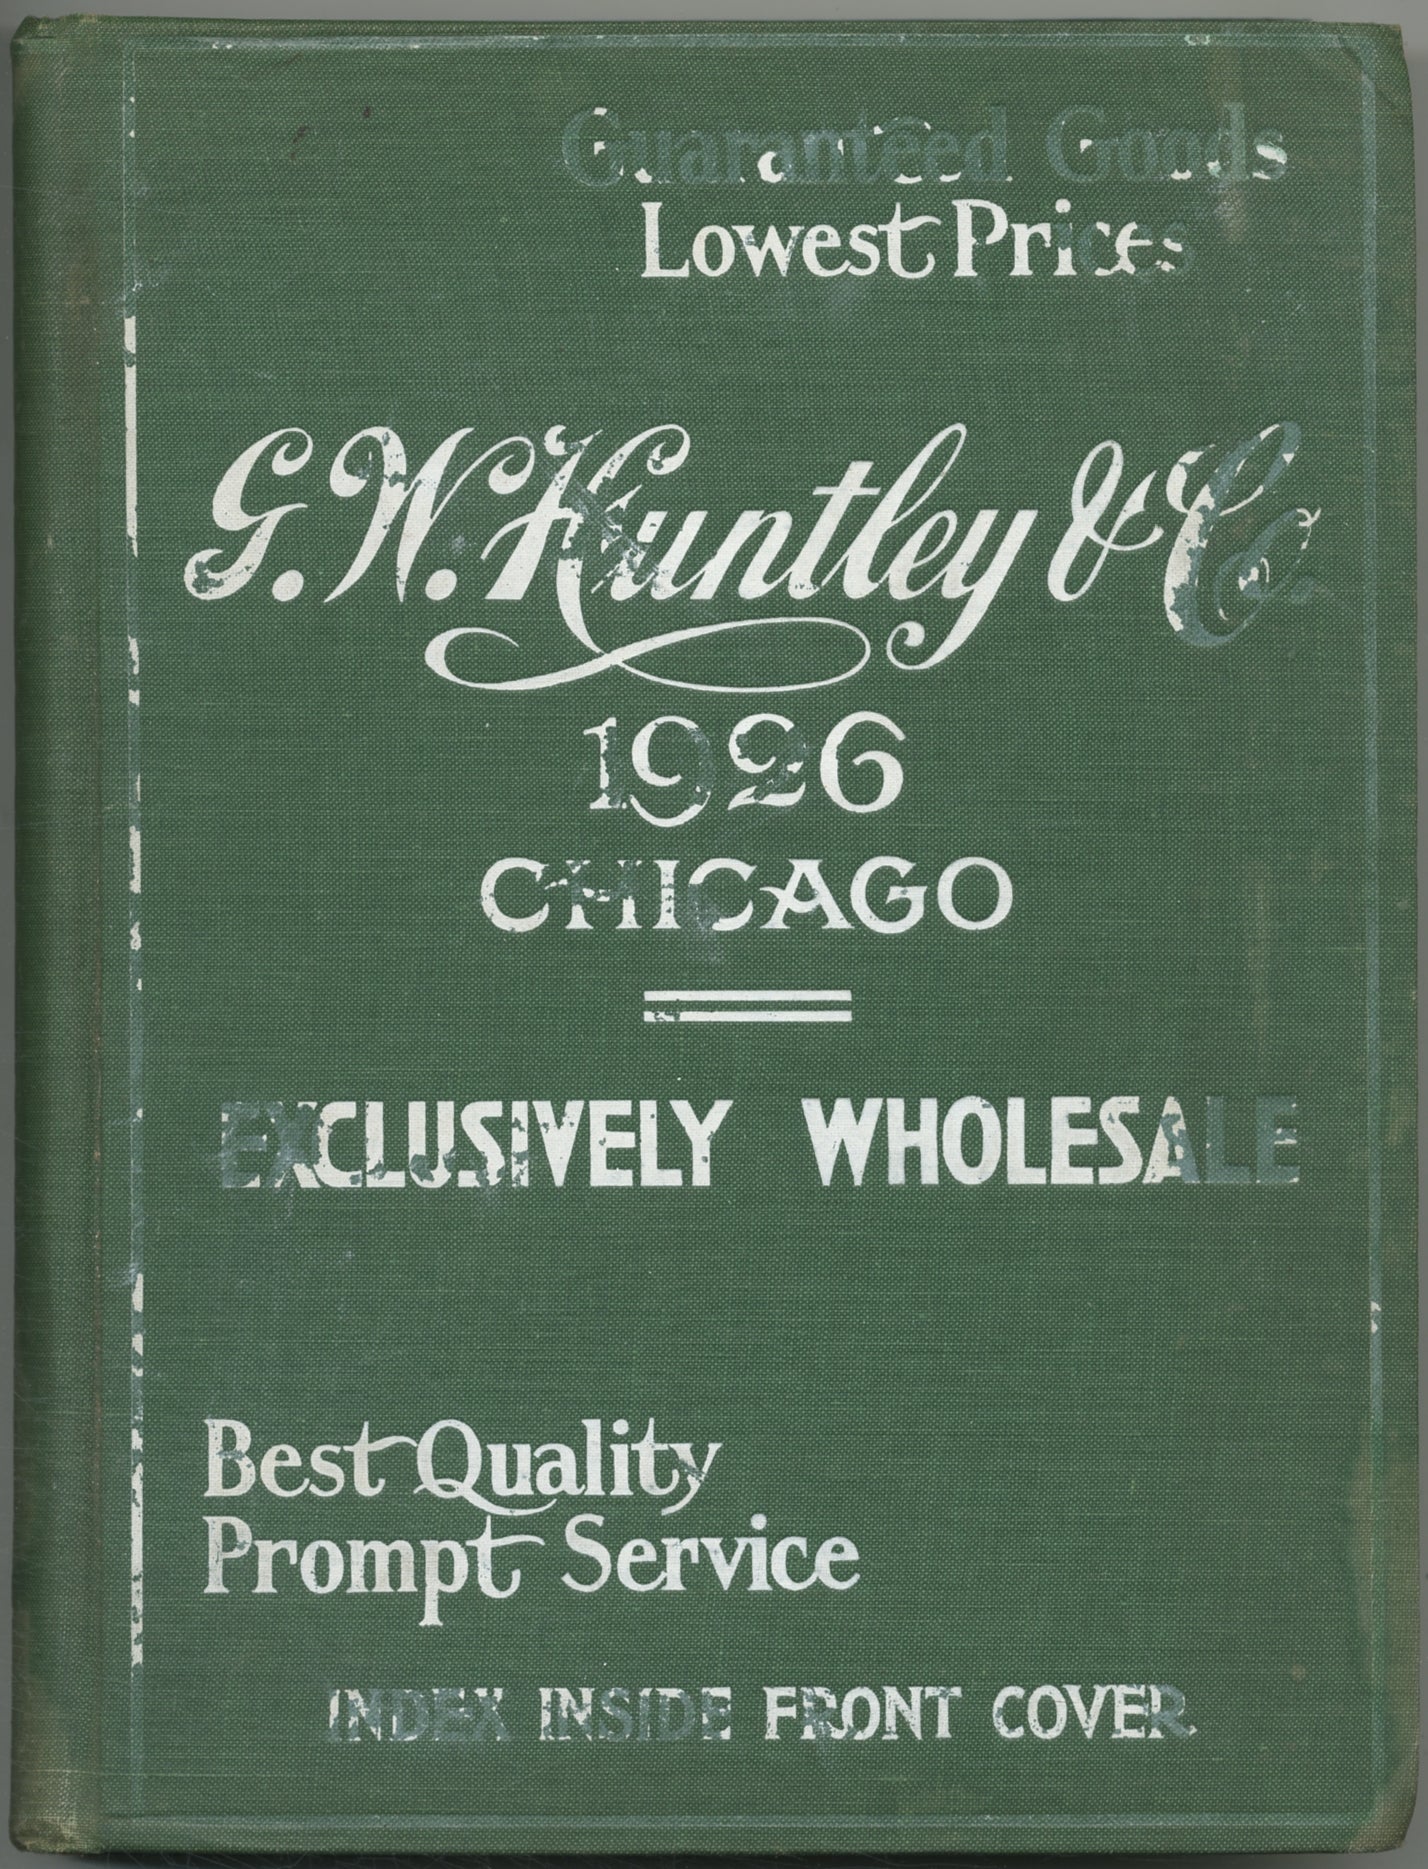 Guaranteed Goods
Lowest Prices
G. W. Huntley & Co.
1926
CHICAGO
EXCLUSIVELY WHOLESALE
Best Quality
Prompt Service
INDEX INSIDE FRONT COVER